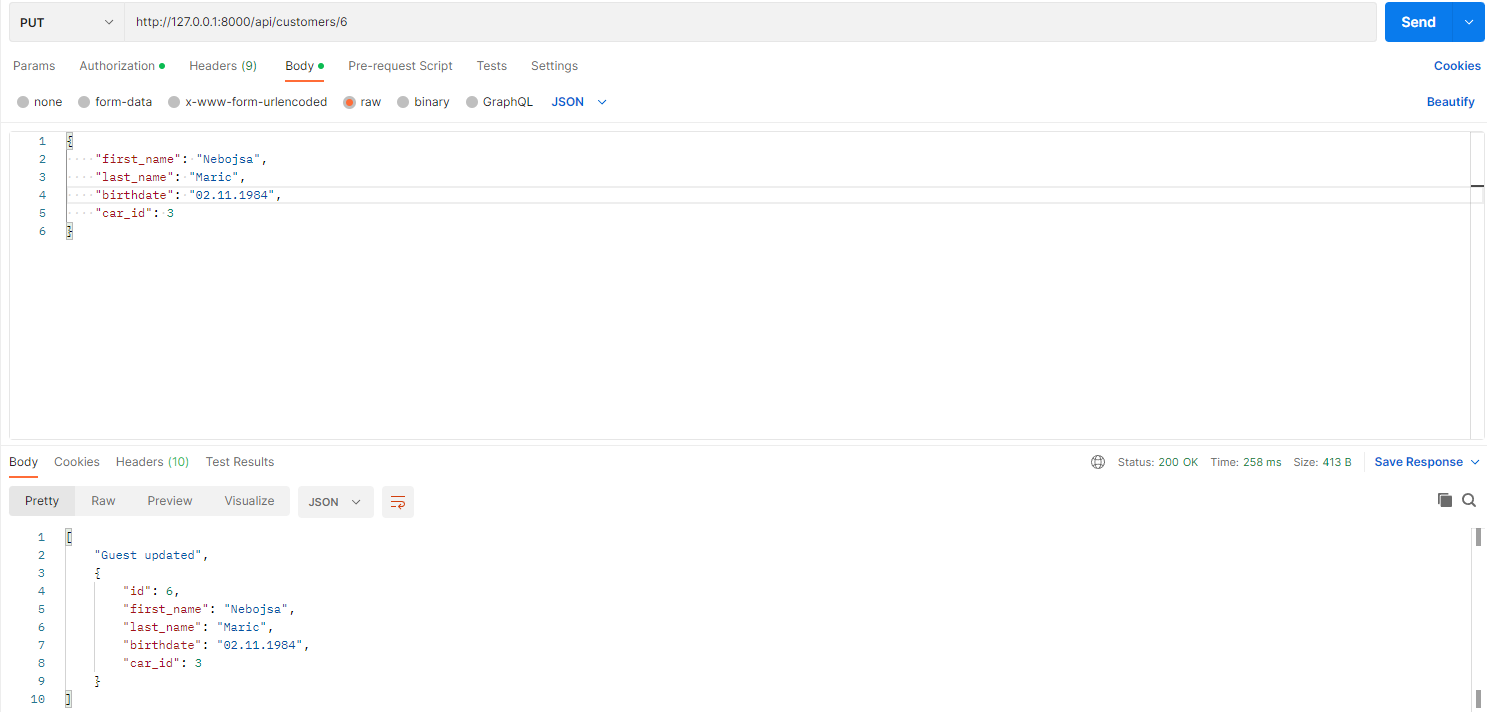 PUT http://127.0.0.1:8000/api/customers/6 Send
Params Authorization Headers (9) Body Pre-request Script Tests Settings Cookies
none form-data x-www-form-urlencoded raw binary GraphQL JSON Beautify
1 {
2 "first_name": "Nebojsa",
3 "last_name": "Maric",
4 "birthdate": "02.11.1984",
5 "car_id": 3
6 }
Body Cookies Headers (10) Test Results Status: 200 OK Time: 258 ms Size: 413 B Save Response
Pretty Raw Preview Visualize JSON
1 [
2 "Guest updated",
3 {
4 "id": 6,
5 "first_name": "Nebojsa",
6 "last_name": "Maric",
7 "birthdate": "02.11.1984",
8 "car_id": 3
9 }
10 ]